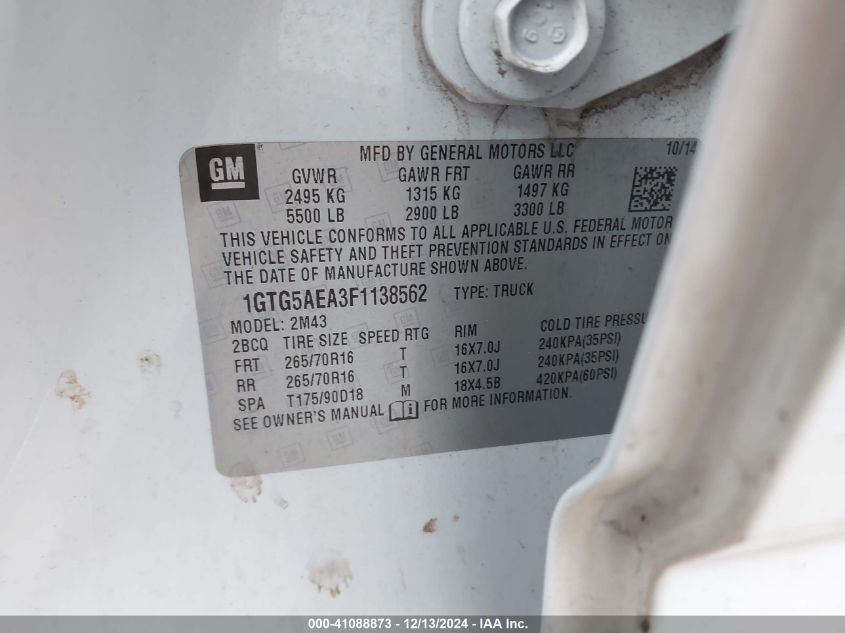 GM
MFD BY GENERAL MOTORS LLC 10/14
GVWR GAWR FRT GAWR RR
2495 KG 1315 KG 1497 KG
5500 LB 2900 LB 3300 LB
THIS VEHICLE CONFORMS TO ALL APPLICABLE U.S. FEDERAL MOTOR
VEHICLE SAFETY AND THEFT PREVENTION STANDARDS IN EFFECT ON
THE DATE OF MANUFACTURE SHOWN ABOVE.
1GTG5AEA3F1138562 TYPE: TRUCK
MODEL: 2M43
2BCQ TIRE SIZE SPEED RTG RIM COLD TIRE PRESSU
FRT 265/70R16 T 16X7.0J 240KPA(35PSI)
RR 265/70R16 T 16X7.0J 240KPA(35PSI)
SPA T175/90D18 M 18X4.5B 420KPA(60PSI)
SEE OWNER'S MANUAL FOR MORE INFORMATION.
000-41088873 - 12/13/2024 - IAA Inc.